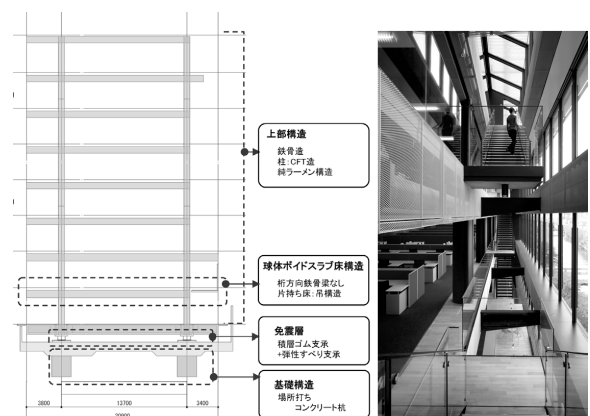 上部構造
鉄骨造
柱:CFT造
純ラーメン構造
球体ボイドスラブ床構造
桁方向鉄骨梁なし
片持ち床:吊構造
免震層
積層ゴム支承
+弾性すべり支承
基礎構造
場所打ち
コンクリート杭
3800
13700
3400
20900